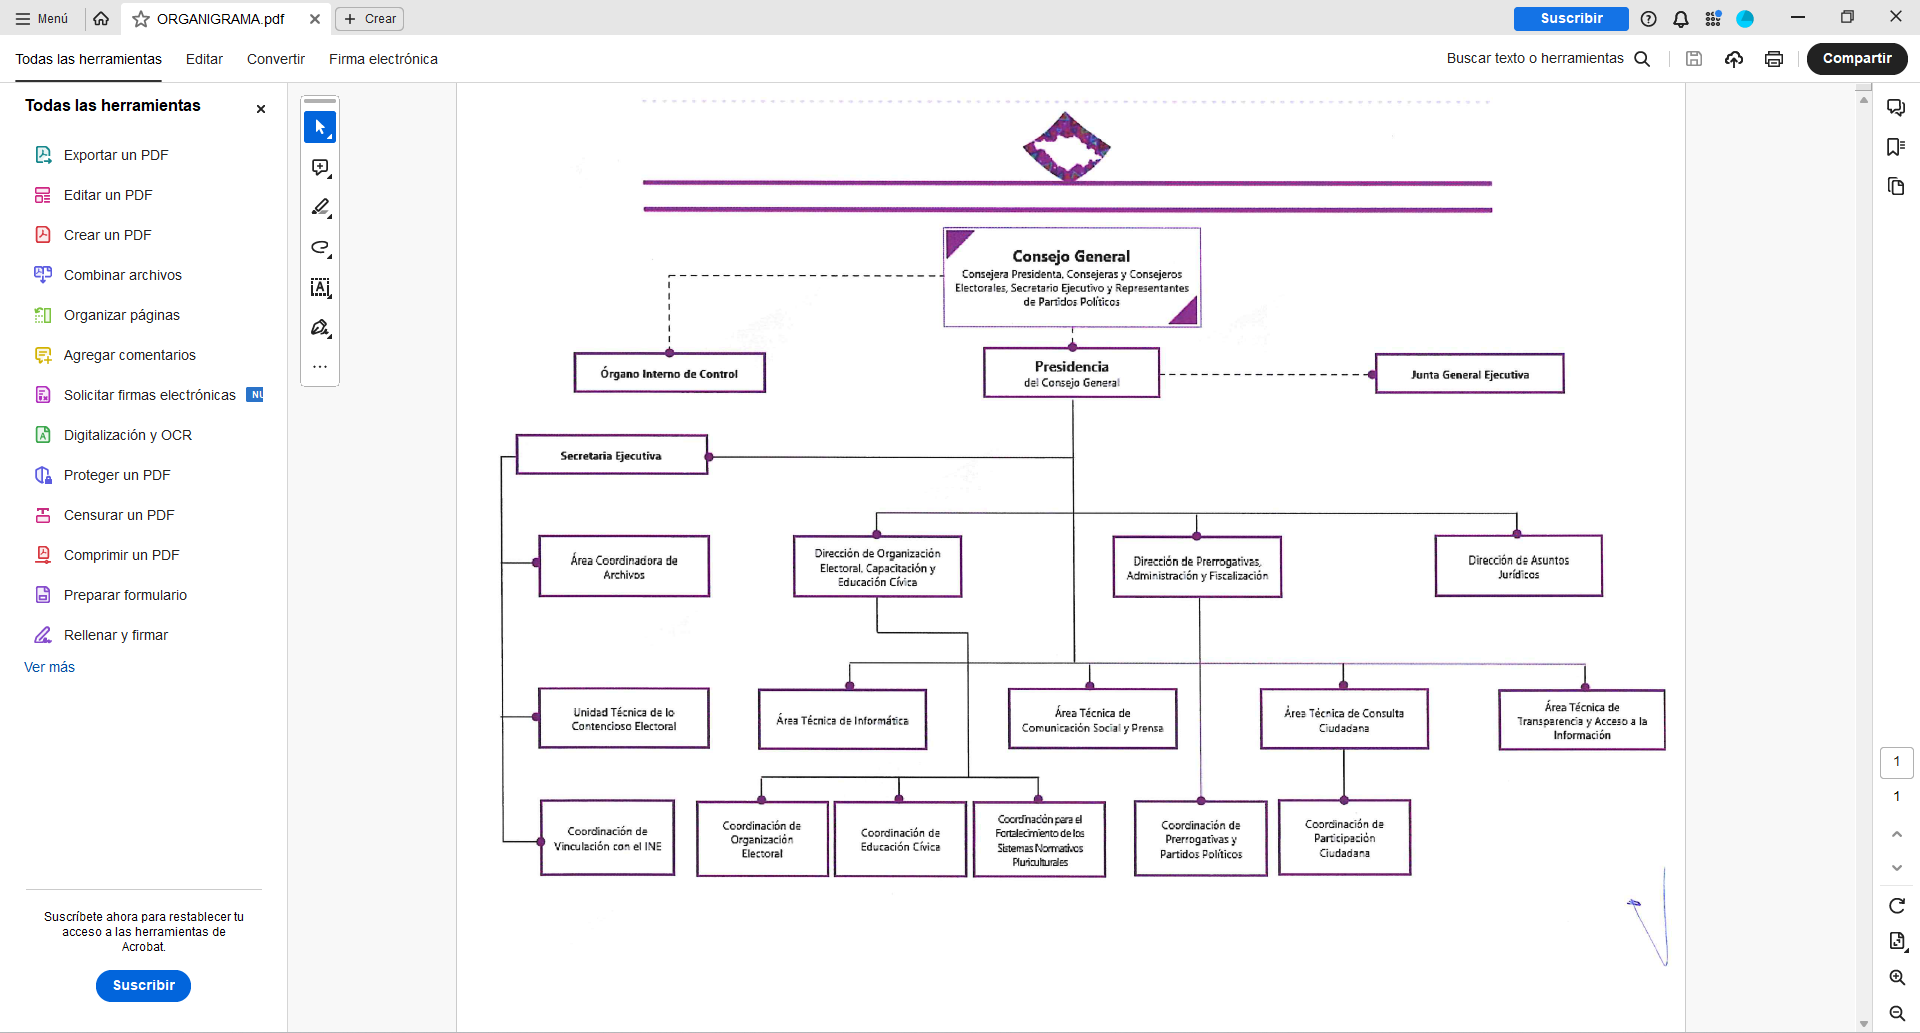 Menú
ORGANIGRAMA.pdf
Crear
Suscribir
Todas las herramientas
Editar
Convertir
Firma electrónica
Buscar texto o herramientas
Compartir
Todas las herramientas
Exportar un PDF
Editar un PDF
Crear un PDF
Combinar archivos
Organizar páginas
Agregar comentarios
Solicitar firmas electrónicas
Digitalización y OCR
Proteger un PDF
Censurar un PDF
Comprimir un PDF
Preparar formulario
Rellenar y firmar
Ver más
Suscríbete ahora para restablecer tu
acceso a las herramientas de
Acrobat.
Suscribir
Consejo General
Consejera Presidenta, Consejeras y Consejeros
Electorales, Secretario Ejecutivo y Representantes
de Partidos Políticos
Órgano Interno de Control
Presidencia
del Consejo General
Junta General Ejecutiva
Secretaria Ejecutiva
Área Coordinadora de
Archivos
Dirección de Organización
Electoral, Capacitación y
Educación Cívica
Dirección de Prerrogativas,
Administración y Fiscalización
Dirección de Asuntos
Jurídicos
Unidad Técnica de lo
Contencioso Electoral
Área Técnica de Informática
Área Técnica de
Comunicación Social y Prensa
Área Técnica de Consulta
Ciudadana
Área Técnica de
Transparencia y Acceso a la
Información
Coordinación de
Vinculación con el INE
Coordinación de
Organización
Electoral
Coordinación de
Educación Cívica
Coordinación para el
Fortalecimiento de los
Sistemas Normativos
Pluriculturales
Coordinación de
Prerrogativas y
Partidos Políticos
Coordinación de
Participación
Ciudadana
1
1